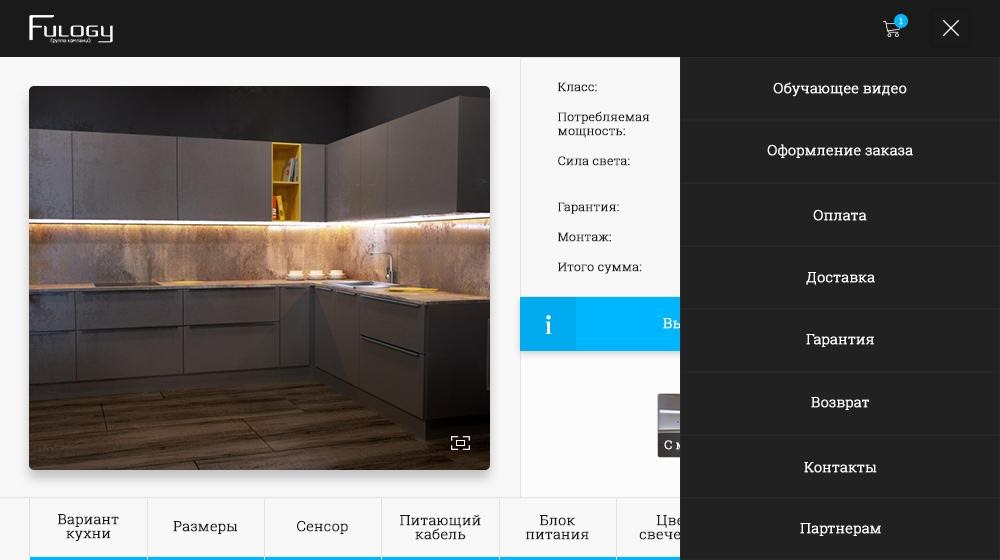 FULOGY
Группа компаний
1
Класс:
Потребляемая
мощность:
Сила света:
Гарантия:
Монтаж:
Итого сумма:
i
Вы
С м
Обучающее видео
Оформление заказа
Оплата
Доставка
Гарантия
Возврат
Контакты
Партнерам
Вариант
кухни
Размеры
Сенсор
Питающий
кабель
Блок
питания
Цве
свече